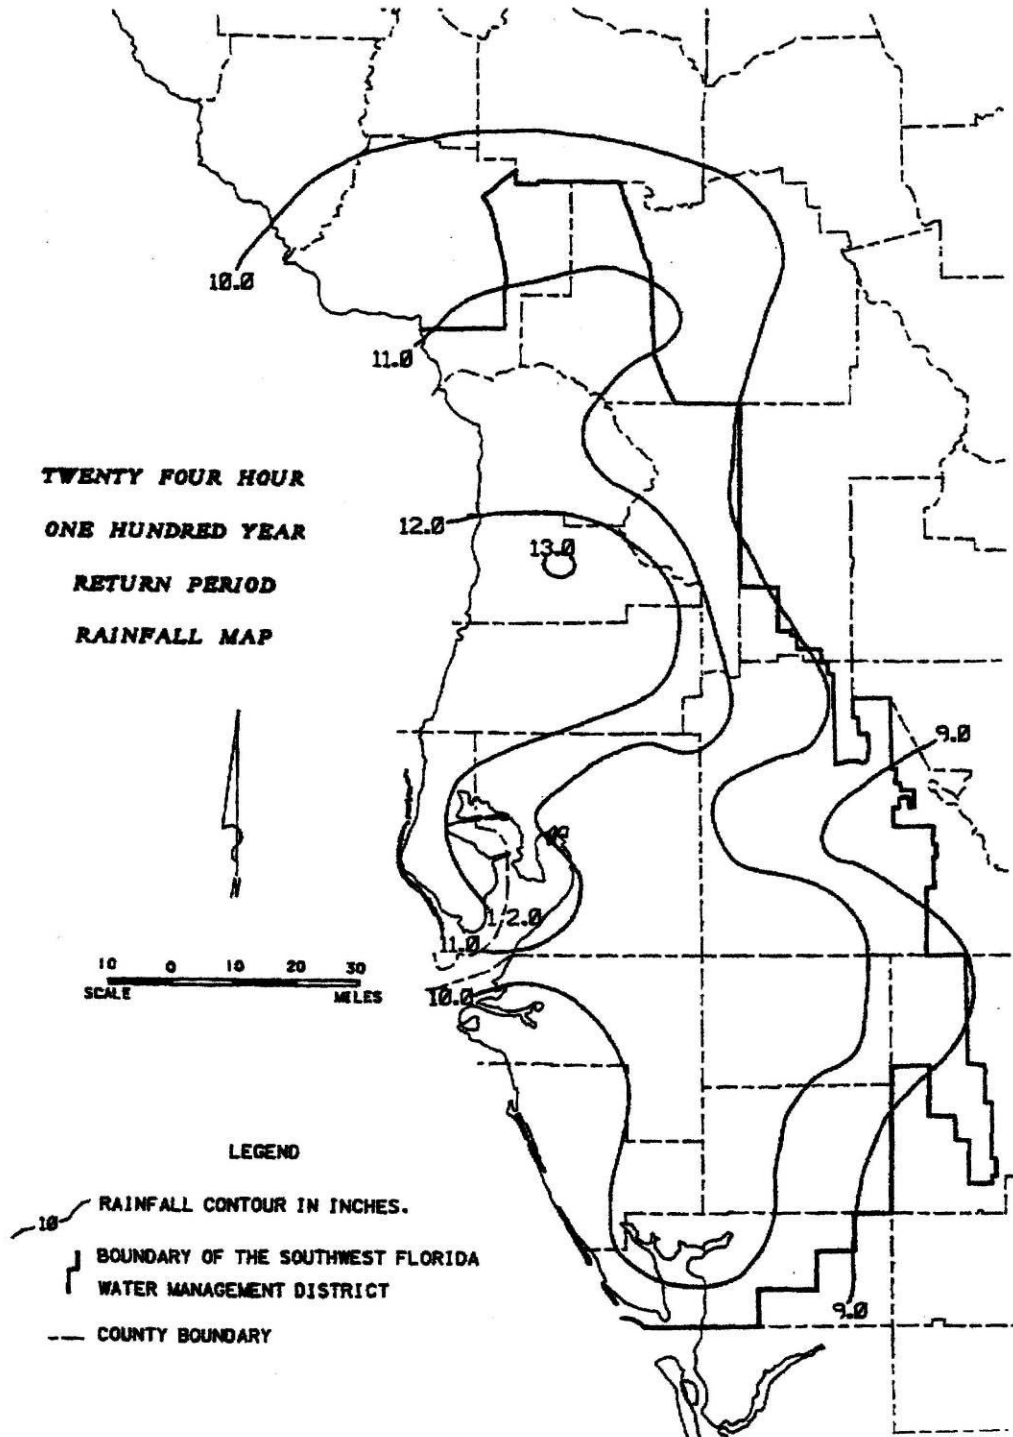 10.0
11.0
TWENTY FOUR HOUR
ONE HUNDRED YEAR
RETURN PERIOD
RAINFALL MAP
12.0
13.0
9.0
N
12.0
11.0
10.0
10 0 10 20 30
SCALE MILES
LEGEND
10 RAINFALL CONTOUR IN INCHES.
BOUNDARY OF THE SOUTHWEST FLORIDA
WATER MANAGEMENT DISTRICT
COUNTY BOUNDARY
9.0